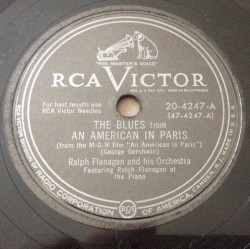 "HIS MASTER'S VOICE"
RCA VICTOR
For best results use
RCA Victor Needles
20-4247-A
(47-4247-A)
THE BLUES from
AN AMERICAN IN PARIS
(from the M-G-M film "An American in Paris")
(George Gershwin)
Ralph Flanagan and his Orchestra
Featuring Ralph Flanagan at
the Piano
RCA